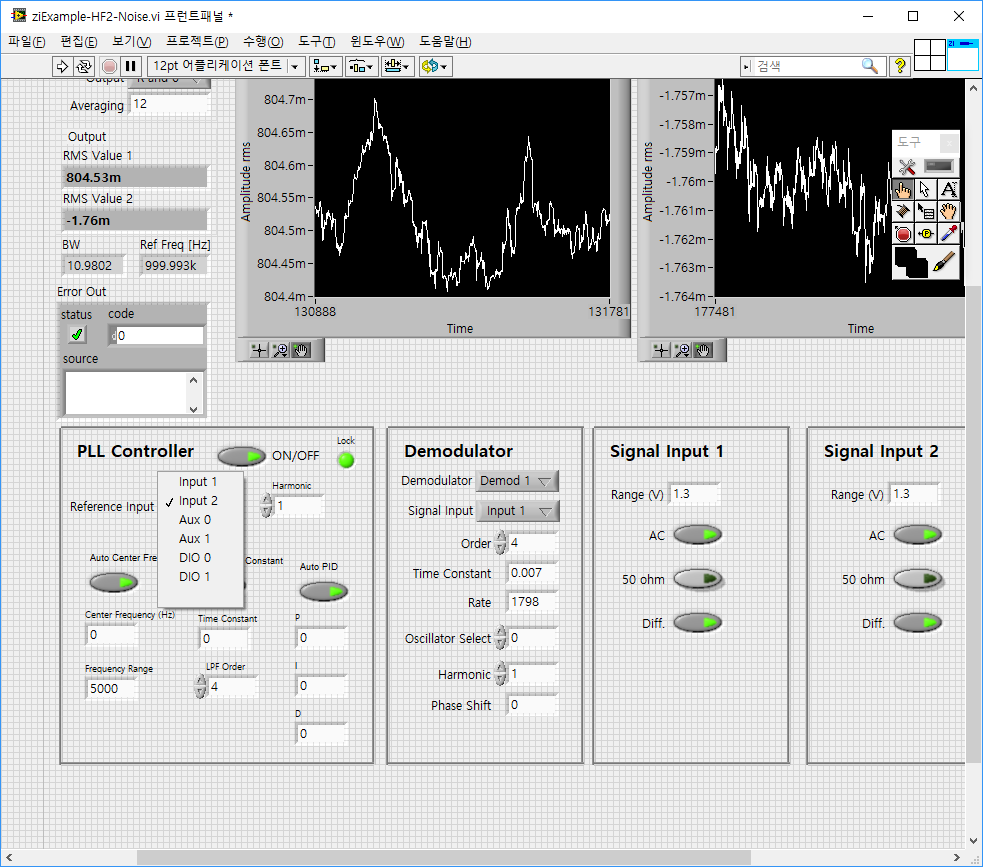 ziExample-HF2-Noise.vi 프런트패널 *
파일(F) 편집(E) 보기(V) 프로젝트(P) 수행(O) 도구(T) 윈도우(W) 도움말(H)
12pt 어플리케이션 폰트
검색
?
Output R and θ
Averaging 12
Output
RMS Value 1
804.53m
RMS Value 2
-1.76m
BW Ref Freq [Hz]
10.9802 999.993k
Error Out
status code
0
source
Amplitude rms
804.7m
804.65m
804.6m
804.55m
804.5m
804.45m
804.4m
130888 131781
Time
Amplitude rms
-1.757m
-1.758m
-1.759m
-1.76m
-1.761m
-1.762m
-1.763m
-1.764m
177481
Time
도구
PLL Controller
ON/OFF
Lock
Reference Input
Input 1
Input 2
Aux 0
Aux 1
DIO 0
DIO 1
Harmonic
1
Auto Center Fre
Constant
Auto PID
Center Frequency (Hz)
0
Time Constant
0
P
0
Frequency Range
5000
LPF Order
4
I
0
D
0
Demodulator
Demodulator Demod 1
Signal Input Input 1
Order 4
Time Constant 0.007
Rate 1798
Oscillator Select 0
Harmonic 1
Phase Shift 0
Signal Input 1
Range (V) 1.3
AC
50 ohm
Diff.
Signal Input 2
Range (V) 1.3
AC
50 ohm
Diff.